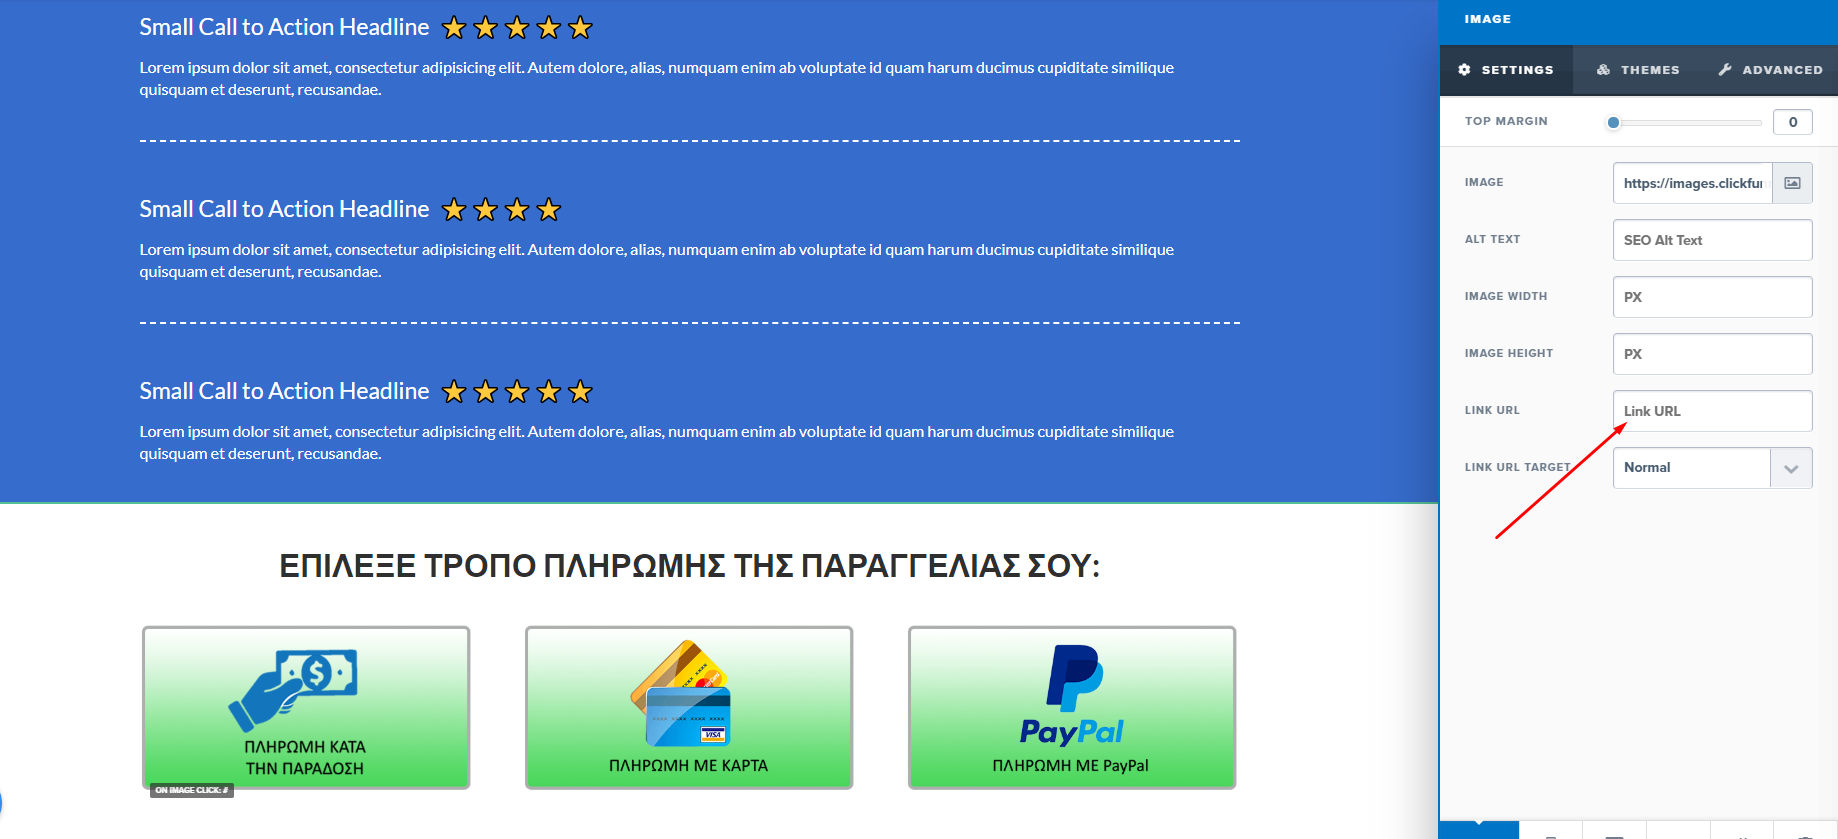 Small Call to Action Headline
Lorem ipsum dolor sit amet, consectetur adipisicing elit. Autem dolore, alias, numquam enim ab voluptate id quam harum ducimus cupiditate similique
quisquam et deserunt, recusandae.
Small Call to Action Headline
Lorem ipsum dolor sit amet, consectetur adipisicing elit. Autem dolore, alias, numquam enim ab voluptate id quam harum ducimus cupiditate similique
quisquam et deserunt, recusandae.
Small Call to Action Headline
Lorem ipsum dolor sit amet, consectetur adipisicing elit. Autem dolore, alias, numquam enim ab voluptate id quam harum ducimus cupiditate similique
quisquam et deserunt, recusandae.
ΕΠΙΛΕΞΕ ΤΡΟΠΟ ΠΛΗΡΩΜΗΣ ΤΗΣ ΠΑΡΑΓΓΕΛΙΑΣ ΣΟΥ:
ΠΛΗΡΩΜΗ ΚΑΤΑ
ΤΗΝ ΠΑΡΑΔΟΣΗ
ON IMAGE CLICK: #
XXXX XXXX
XXXX XXXX XXXX XXXX
VISA
ΠΛΗΡΩΜΗ ΜΕ ΚΑΡΤΑ
PayPal
ΠΛΗΡΩΜΗ ΜΕ PayPal
IMAGE
SETTINGS THEMES ADVANCED
TOP MARGIN 0
IMAGE https://images.clickfun
ALT TEXT SEO Alt Text
IMAGE WIDTH PX
IMAGE HEIGHT PX
LINK URL Link URL
LINK URL TARGET Normal